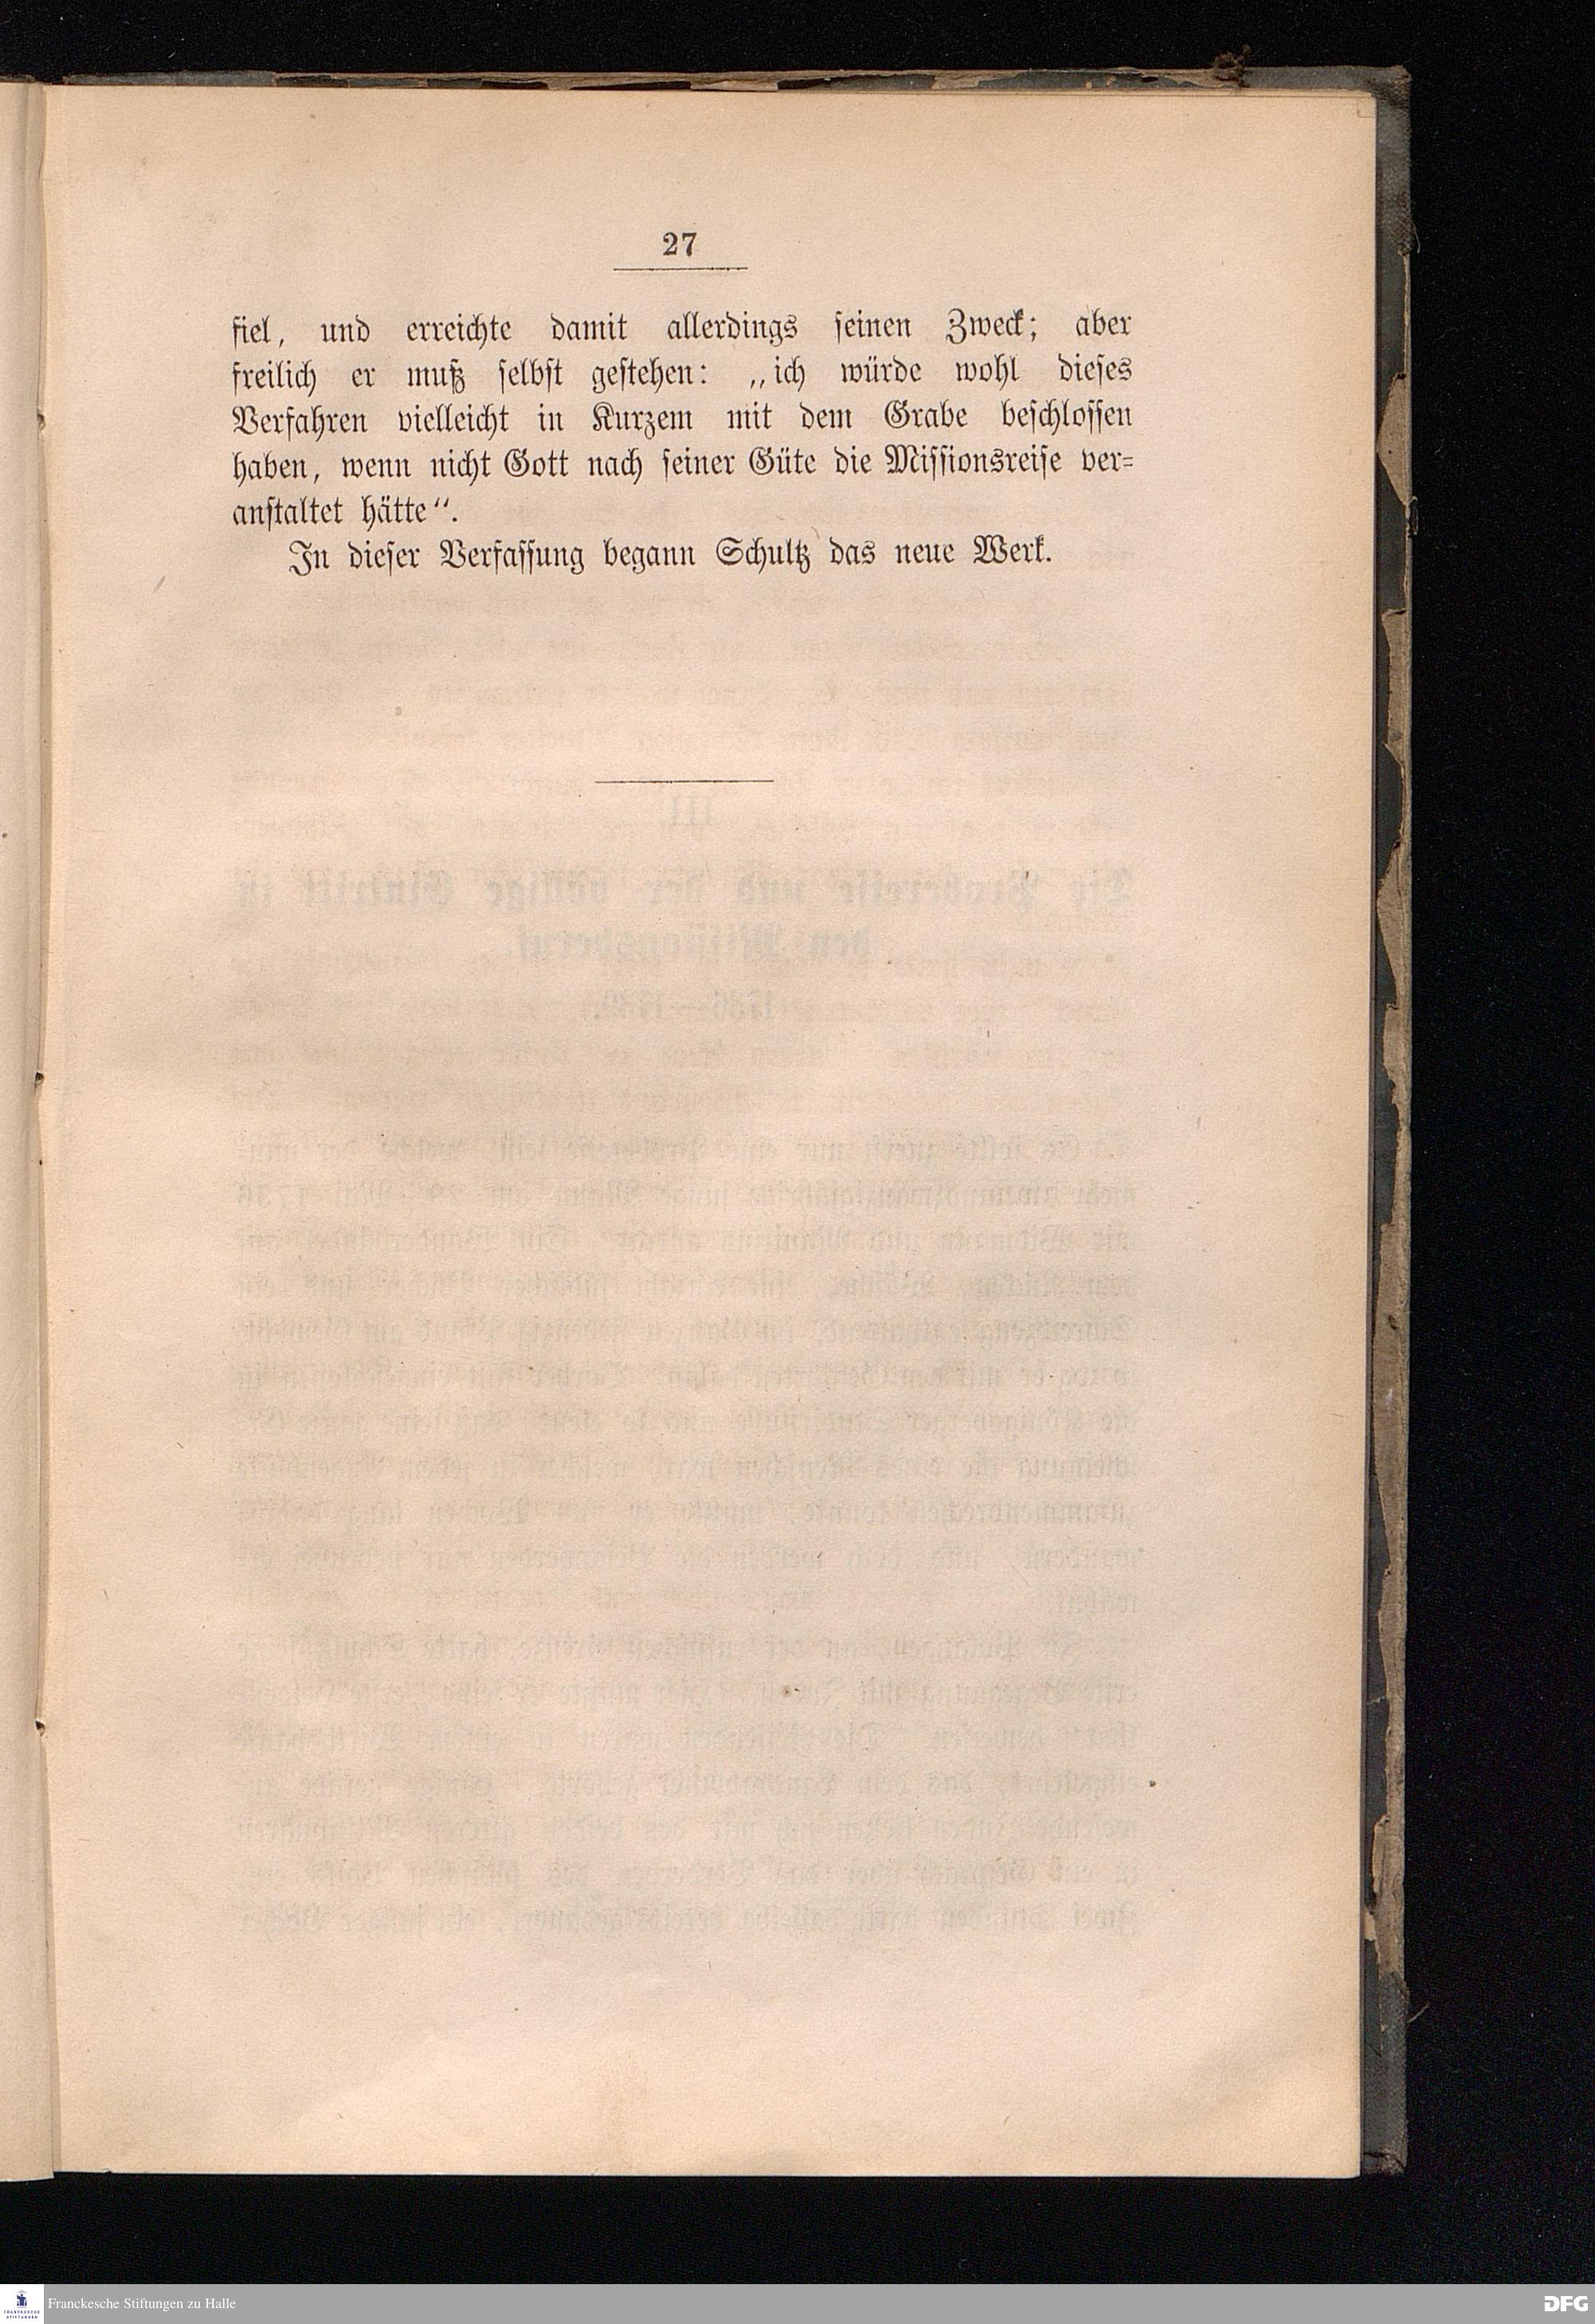 27
fiel, und erreichte damit allerdings seinen Zweck; aber
freilich er muß selbst gestehen: „ich würde wohl dieses
Verfahren vielleicht in Kurzem mit dem Grabe beschlossen
haben, wenn nicht Gott nach seiner Güte die Missionsreise ver-
anstaltet hätte“.
In dieser Verfassung begann Schultz das neue Werk.
FRANCKESCHE
STIFTUNGEN
Franckesche Stiftungen zu Halle
DFG